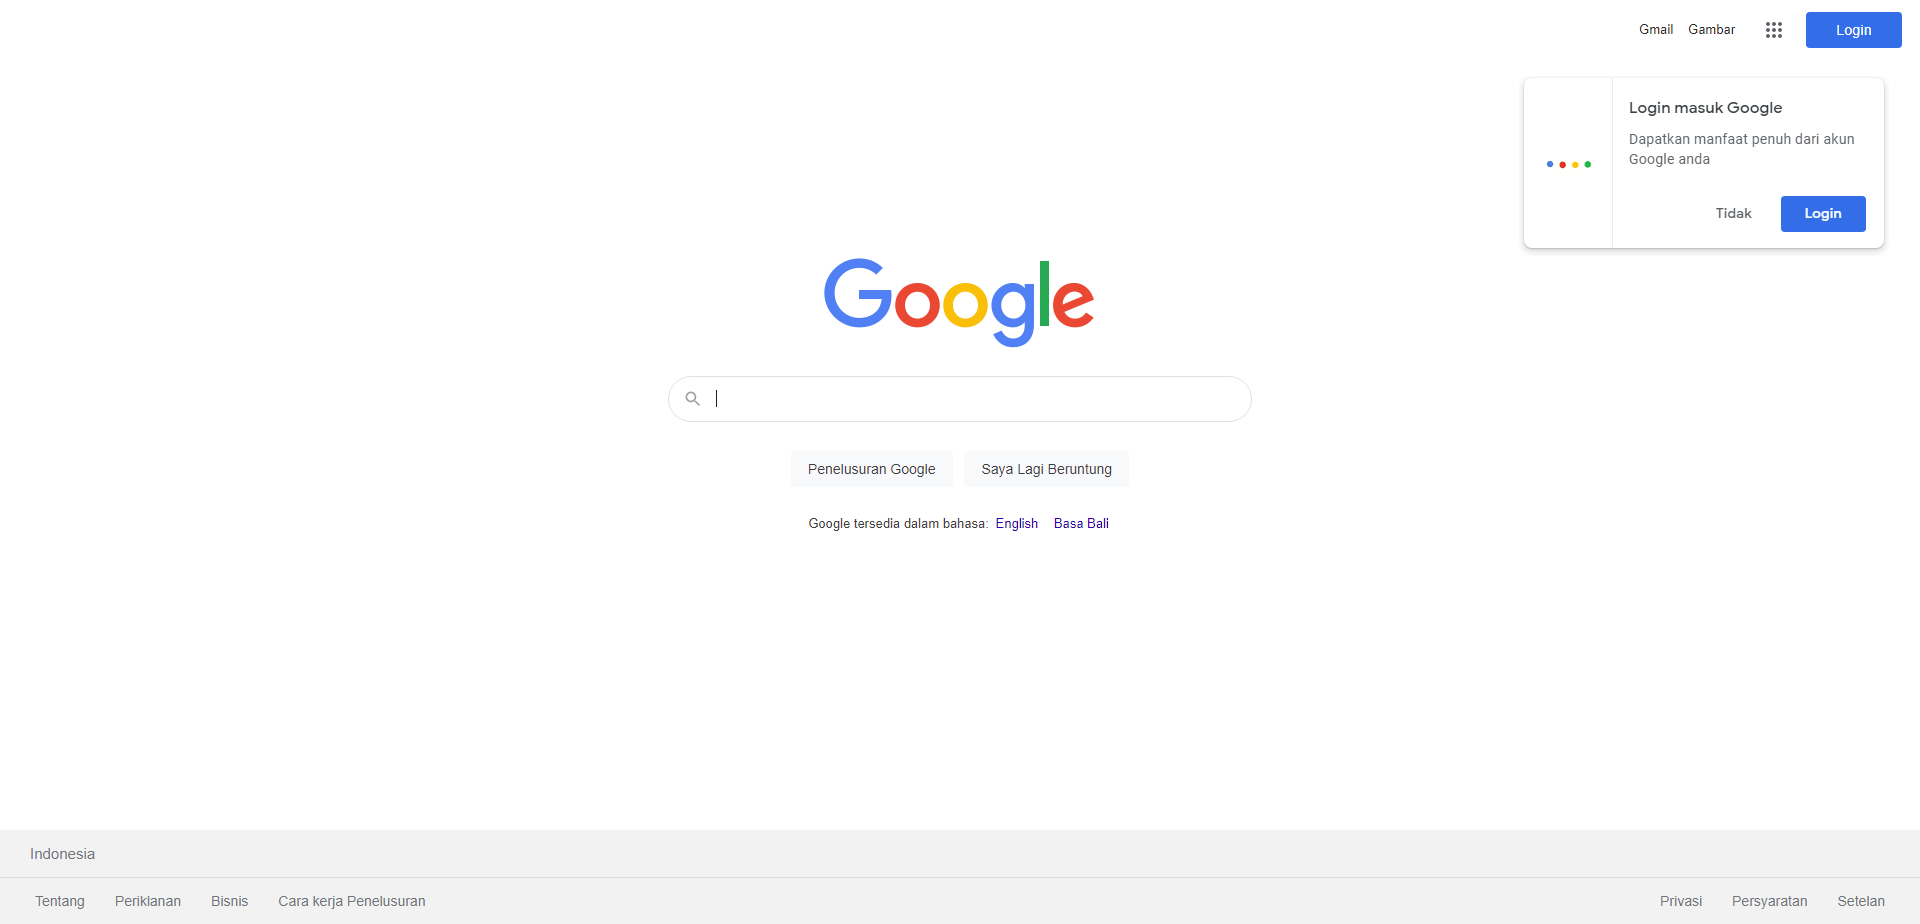 Gmail Gambar Login
Login masuk Google
Dapatkan manfaat penuh dari akun
Google anda
Tidak Login
Google
Penelusuran Google Saya Lagi Beruntung
Google tersedia dalam bahasa: English Basa Bali
Indonesia
Tentang Periklanan Bisnis Cara kerja Penelusuran Privasi Persyaratan Setelan